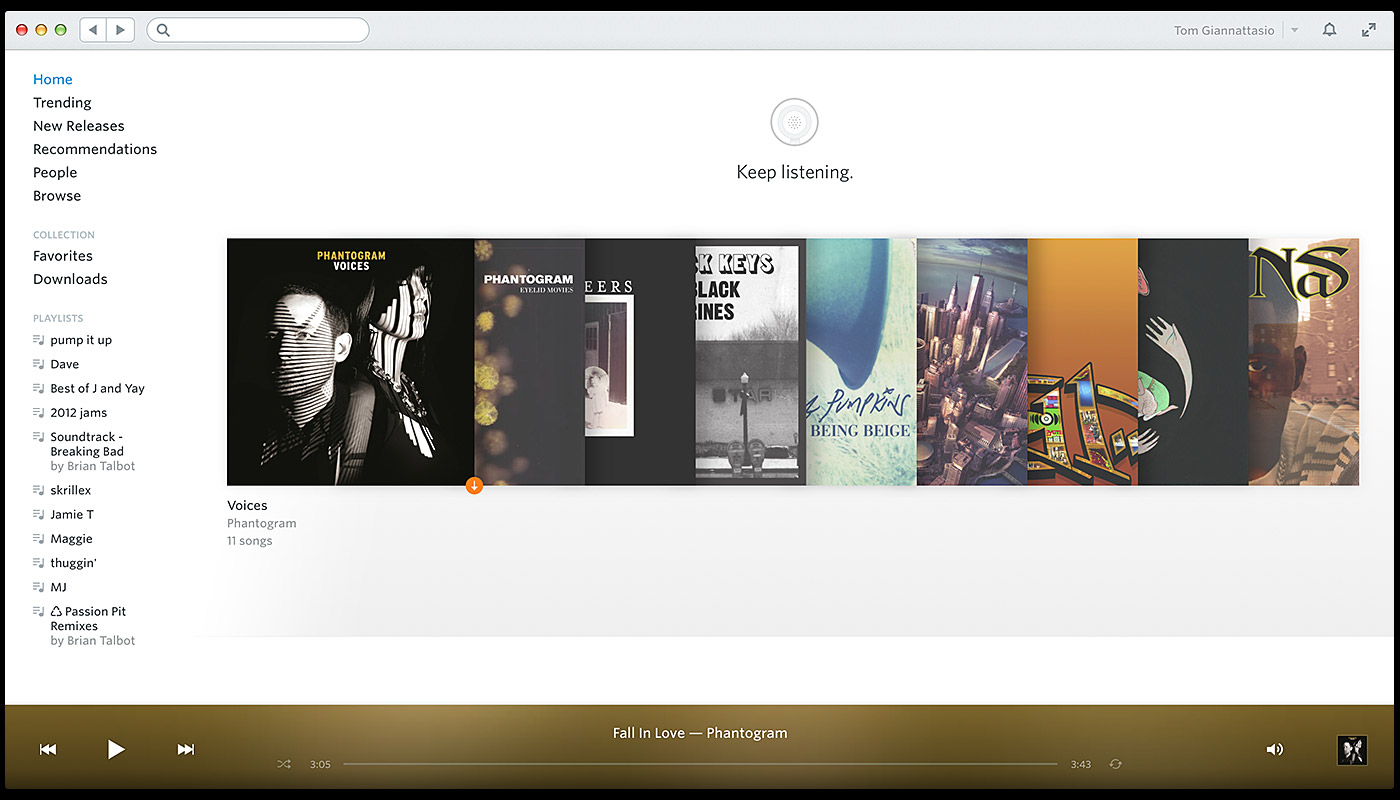 Tom Giannattasio
Home
Trending
New Releases
Recommendations
People
Browse
COLLECTION
Favorites
Downloads
PLAYLISTS
pump it up
Dave
Best of J and Yay
2012 jams
Soundtrack -
Breaking Bad
by Brian Talbot
skrillex
Jamie T
Maggie
thuggin'
MJ
Passion Pit
Remixes
by Brian Talbot
Keep listening.
PHANTOGRAM
VOICES
PHANTOGRAM
EYELID MOVIES
EERS
CK KEYS
LACK
INES
PUMPKINS
BEING BEIGE
Nas
Voices
Phantogram
11 songs
Fall In Love — Phantogram
3:05
3:43